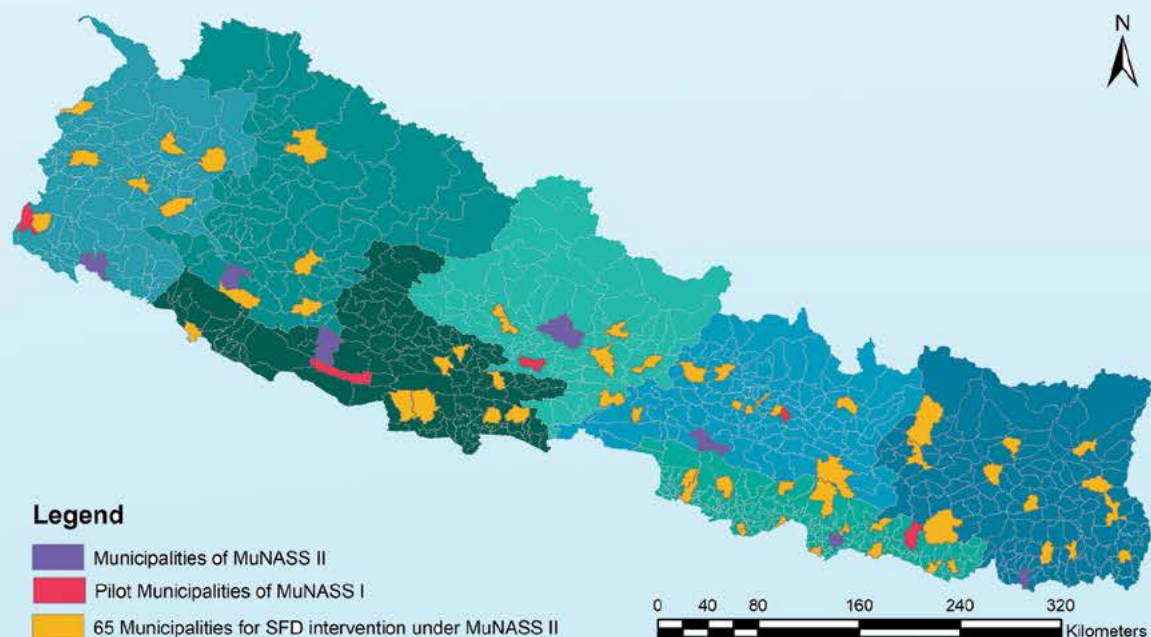 N
Legend
Municipalities of MuNASS II
Pilot Municipalities of MuNASS I
65 Municipalities for SFD intervention under MuNASS II
0 40 80 160 240 320
Kilometers